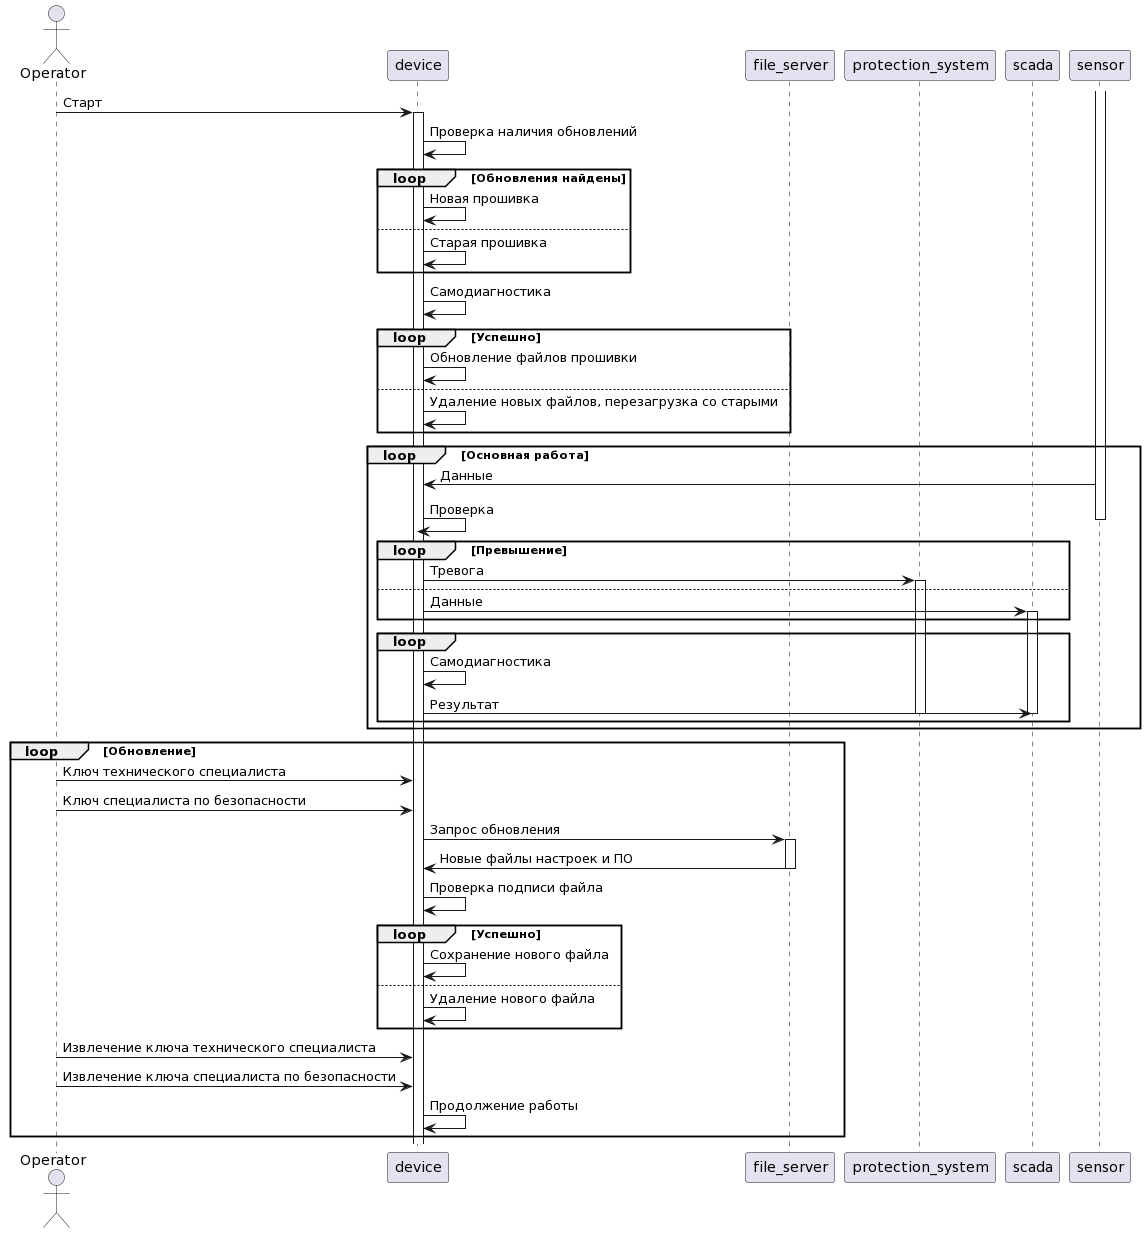 Operator
device
file_server
protection_system
scada
sensor
Старт
Проверка наличия обновлений
loop [Обновления найдены]
Новая прошивка
Старая прошивка
Самодиагностика
loop [Успешно]
Обновление файлов прошивки
Удаление новых файлов, перезагрузка со старыми
loop [Основная работа]
Данные
Проверка
loop [Превышение]
Тревога
Данные
loop
Самодиагностика
Результат
loop [Обновление]
Ключ технического специалиста
Ключ специалиста по безопасности
Запрос обновления
Новые файлы настроек и ПО
Проверка подписи файла
loop [Успешно]
Сохранение нового файла
Удаление нового файла
Извлечение ключа технического специалиста
Извлечение ключа специалиста по безопасности
Продолжение работы
Operator
device
file_server
protection_system
scada
sensor